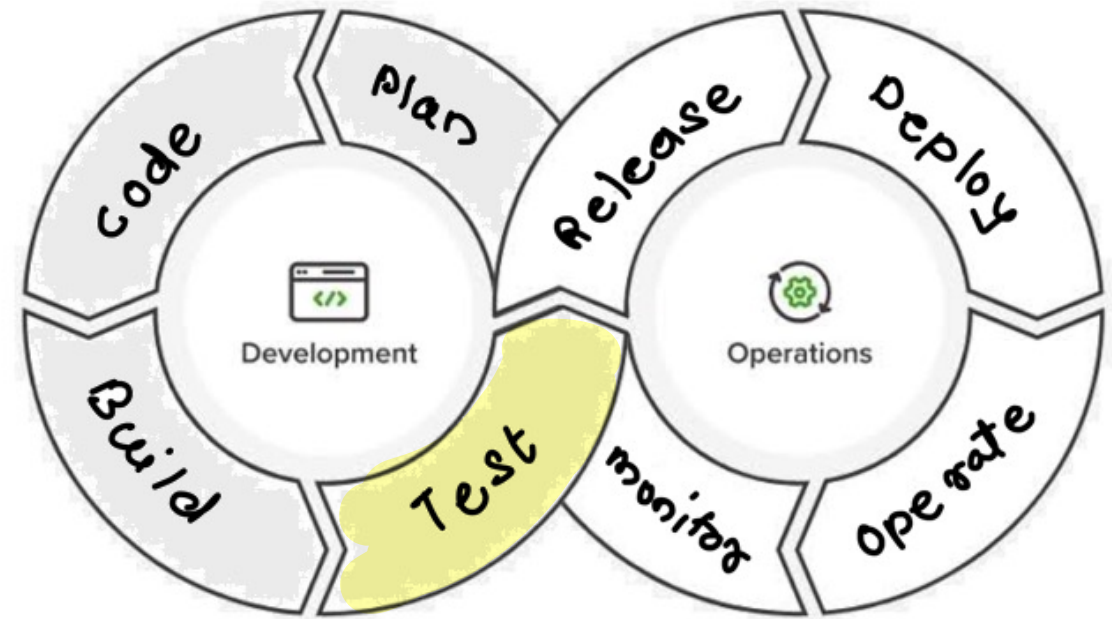 Plan
Code
Build
Test
Release
Deploy
Operate
Monitor
</>
Development
Operations